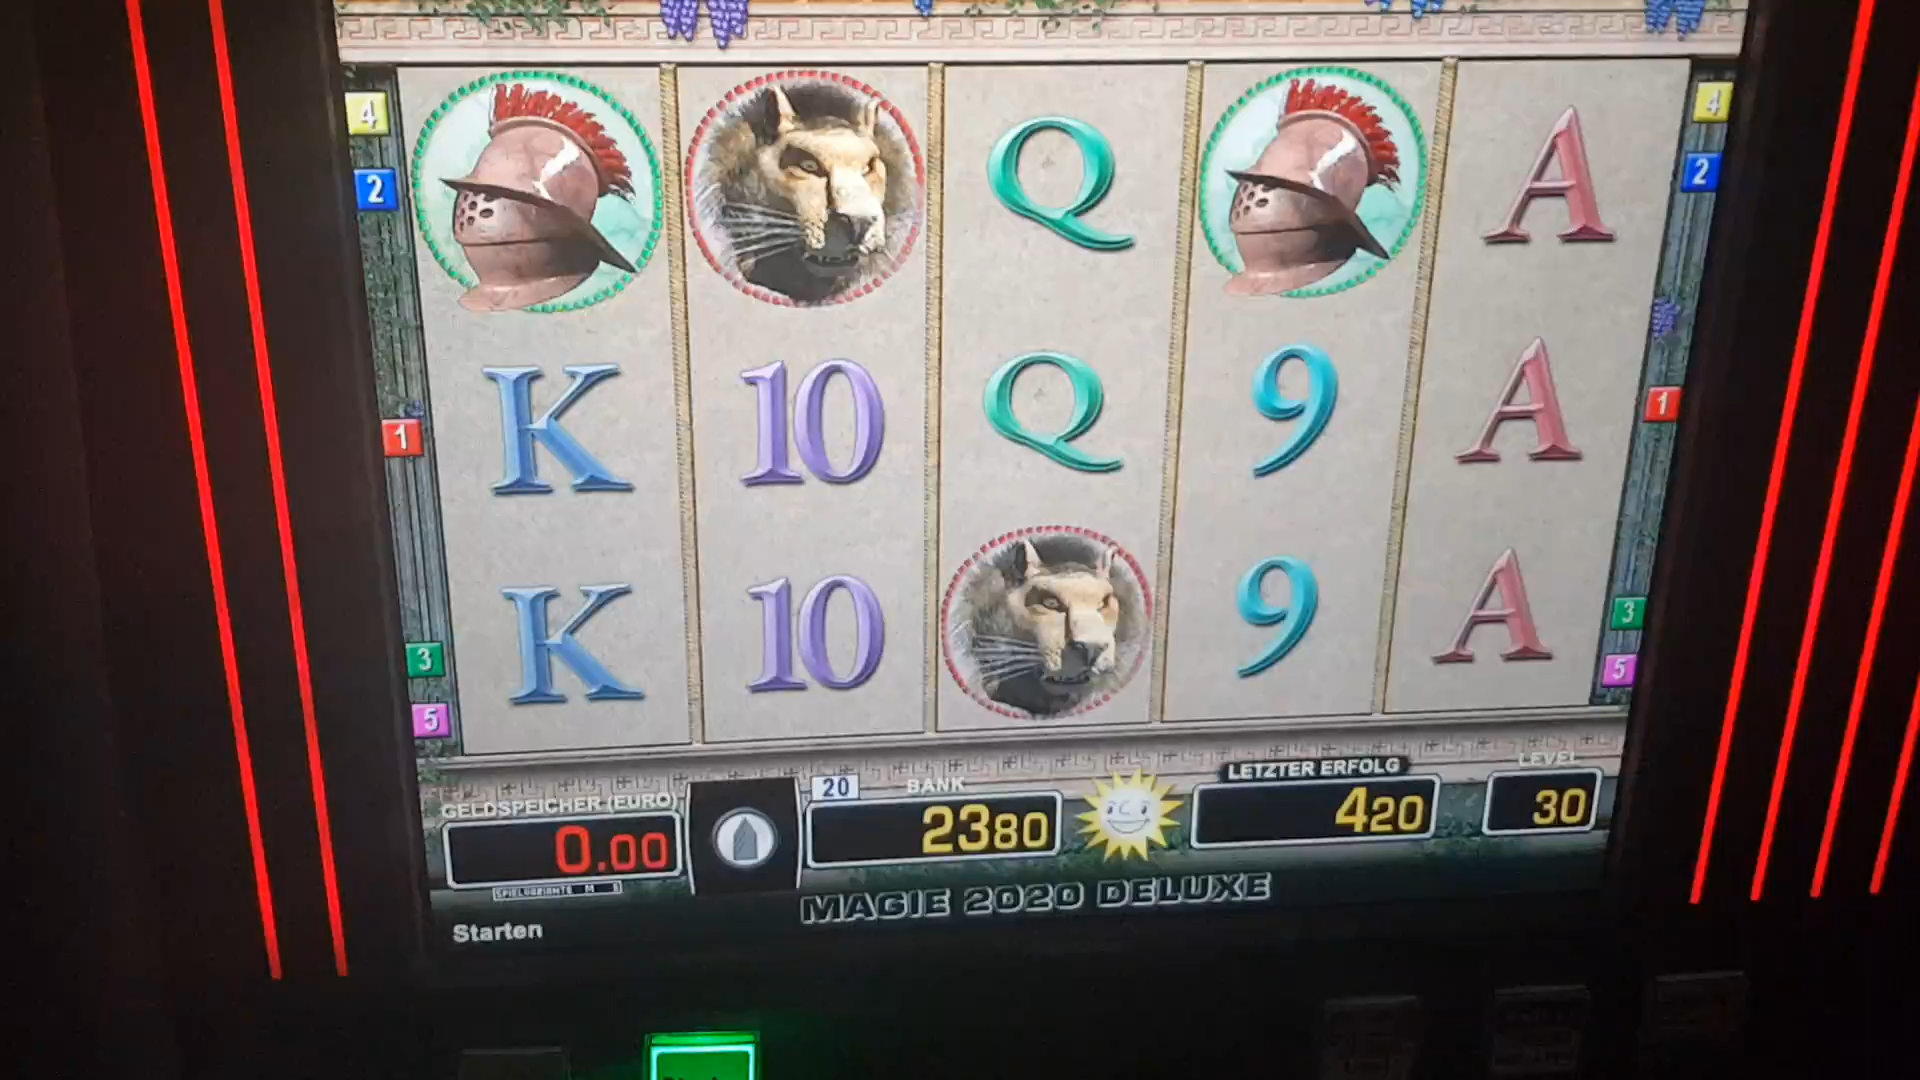 4 Q A 4
2 2
K 10 Q 9 A
1 1
K 10 9 A
3 3
5 5
GELDSPEICHER (EURO) 20 BANK LETZTER ERFOLG LEVEL
0.00 2380 420 30
MAGIE 2020 DELUXE
Starten